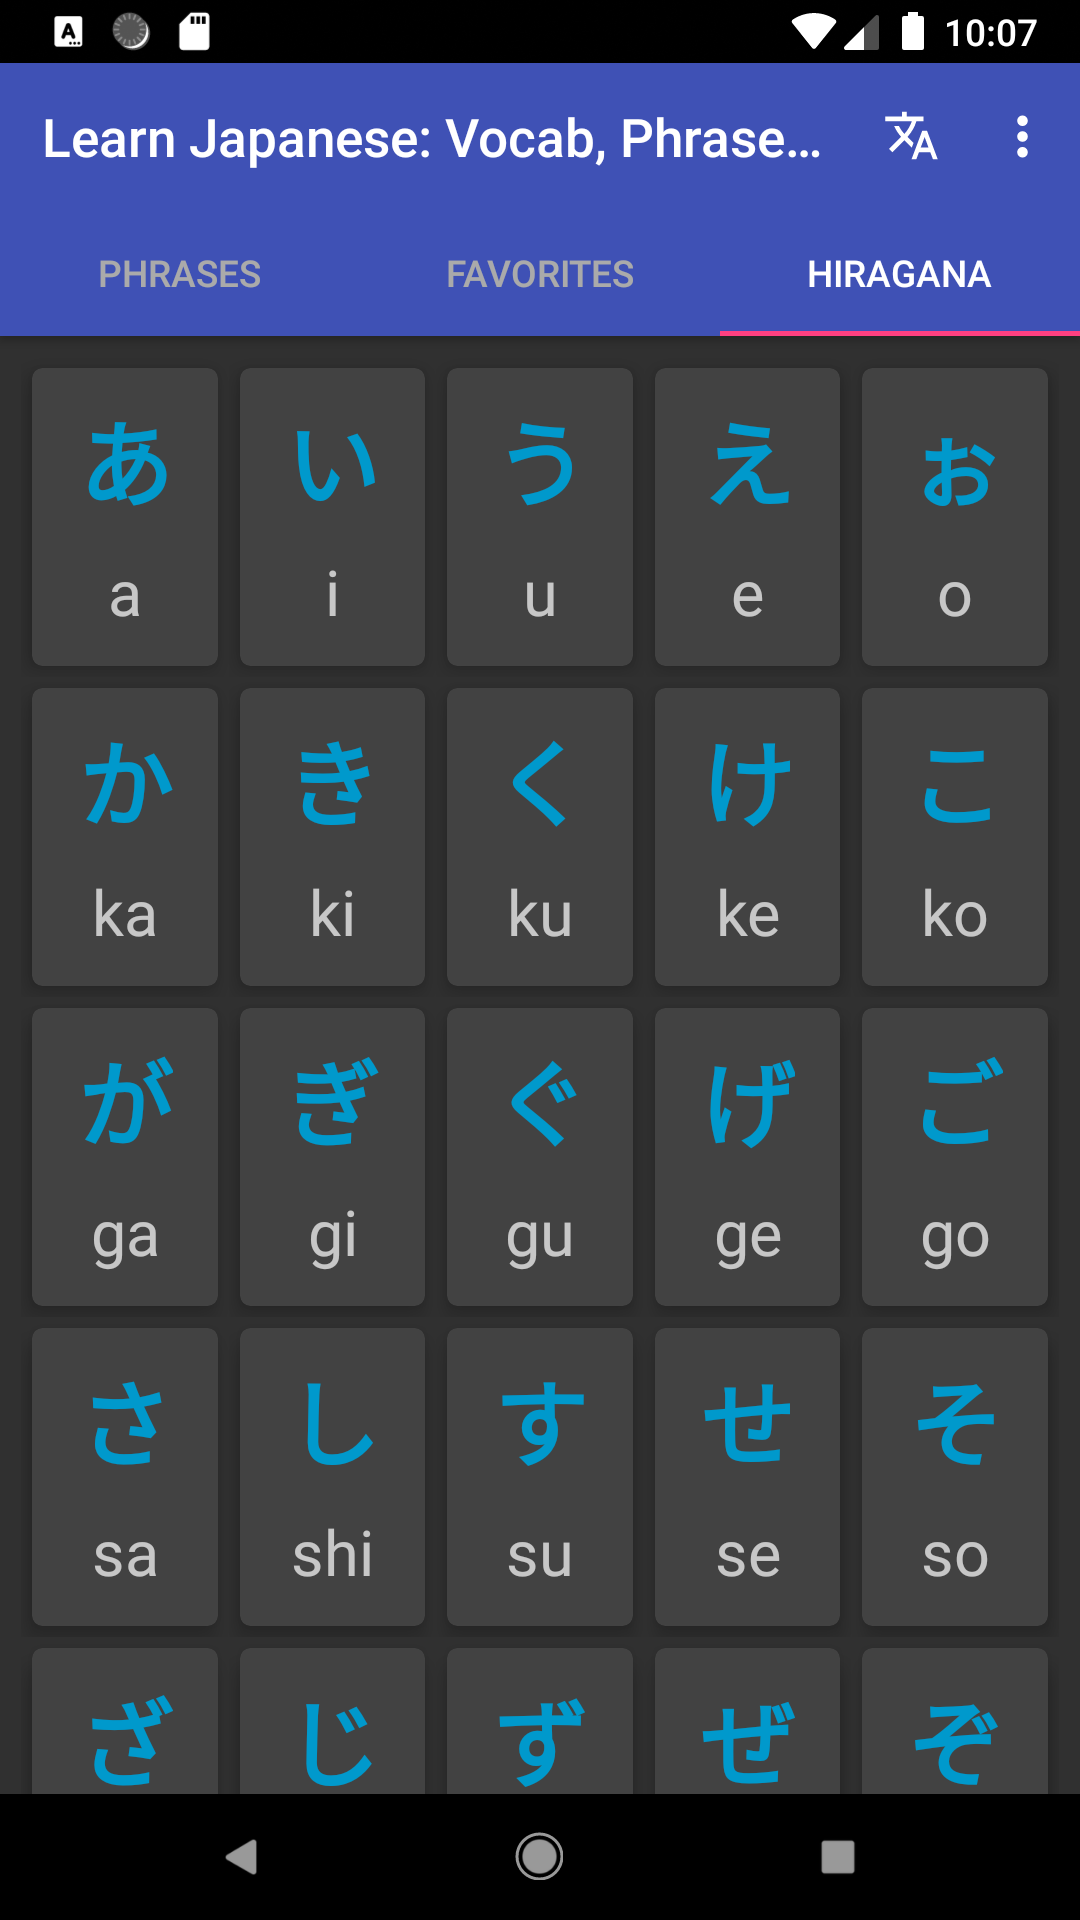 10:07
Learn Japanese: Vocab, Phrase...
PHRASES FAVORITES HIRAGANA
あ い う え ぉ
a i u e o
か き く け こ
ka ki ku ke ko
が ぎ ぐ げ ご
ga gi gu ge go
さ し す せ そ
sa shi su se so
ざ じ ず ぜ ぞ